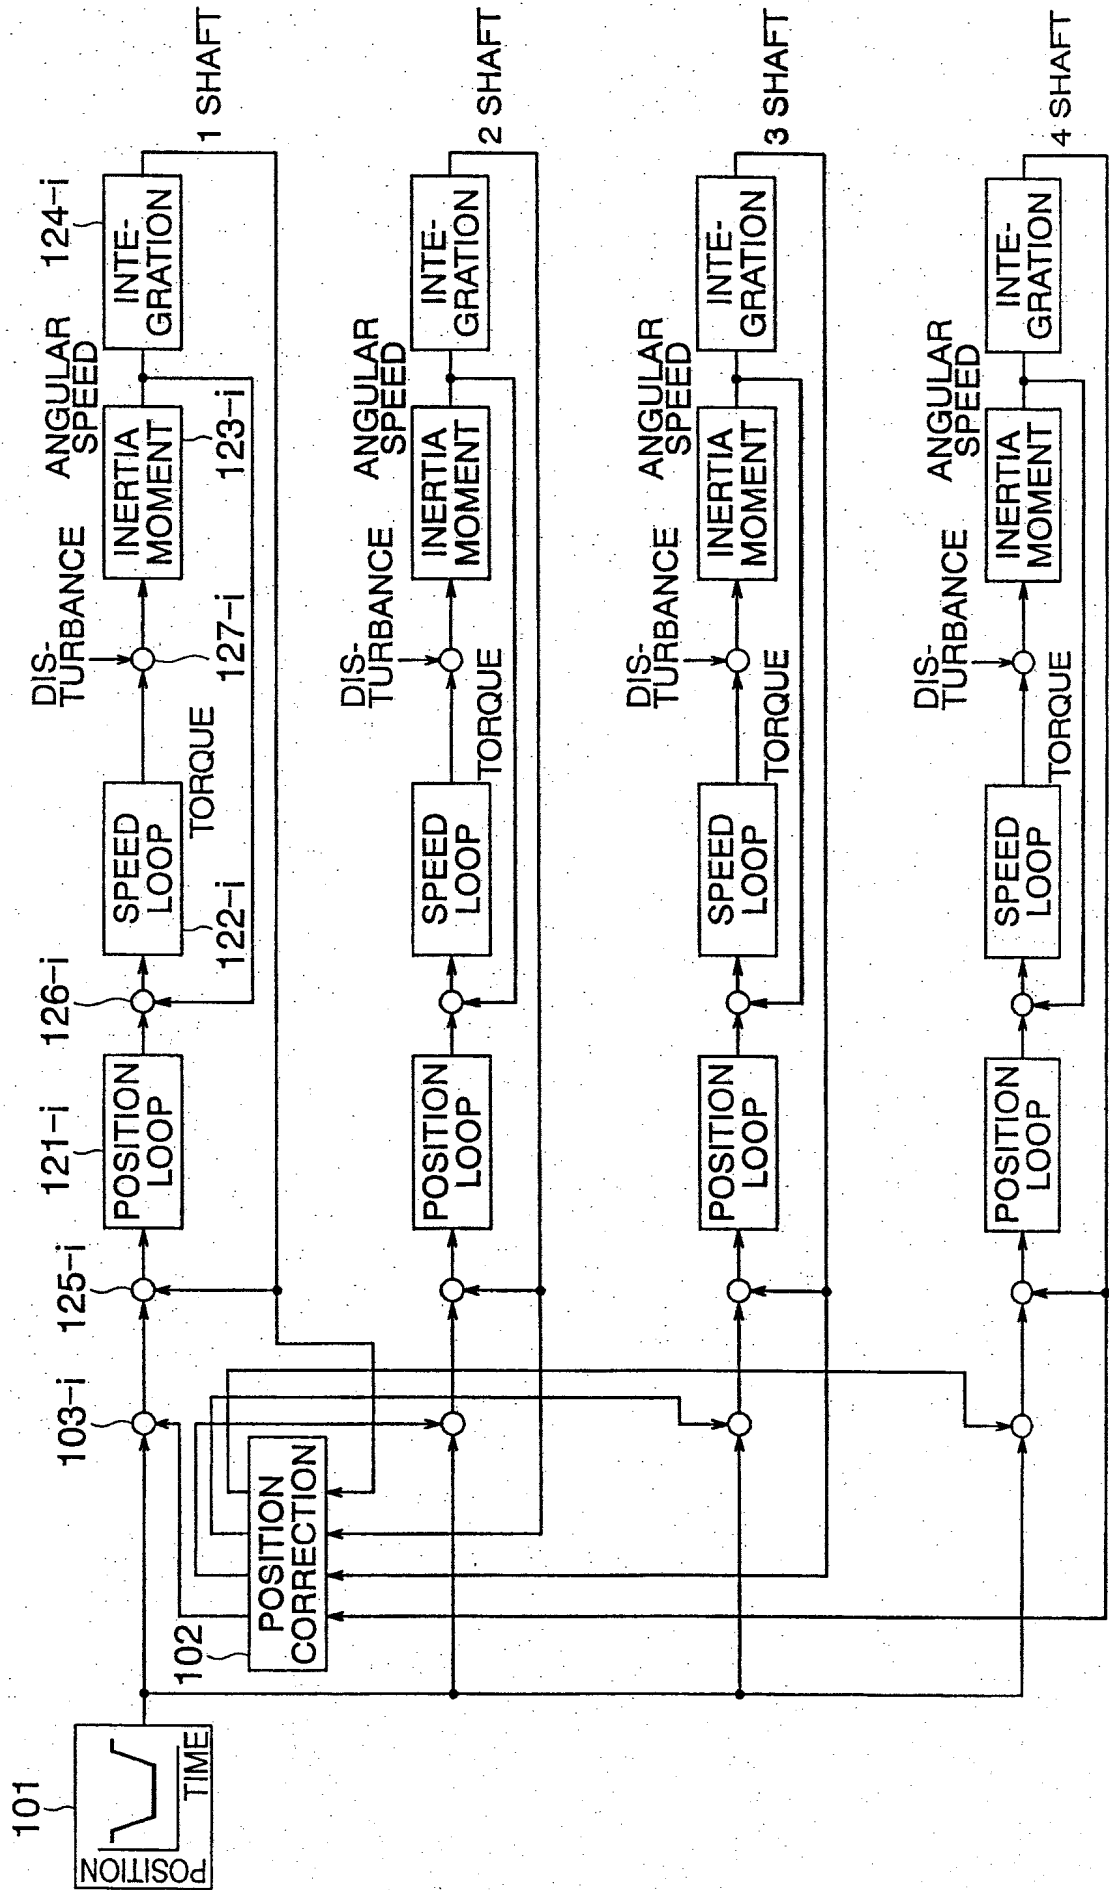 101
POSITION
TIME
102
POSITION
CORRECTION
103-i
125-i
121-i
POSITION
LOOP
126-i
SPEED
LOOP
122-i
TORQUE
DIS-
TURBANCE
127-i
INERTIA
MOMENT
123-i
ANGULAR
SPEED
124-i
INTE-
GRATION
1 SHAFT
POSITION
LOOP
SPEED
LOOP
TORQUE
DIS-
TURBANCE
INERTIA
MOMENT
ANGULAR
SPEED
INTE-
GRATION
2 SHAFT
POSITION
LOOP
SPEED
LOOP
TORQUE
DIS-
TURBANCE
INERTIA
MOMENT
ANGULAR
SPEED
INTE-
GRATION
3 SHAFT
POSITION
LOOP
SPEED
LOOP
TORQUE
DIS-
TURBANCE
INERTIA
MOMENT
ANGULAR
SPEED
INTE-
GRATION
4 SHAFT